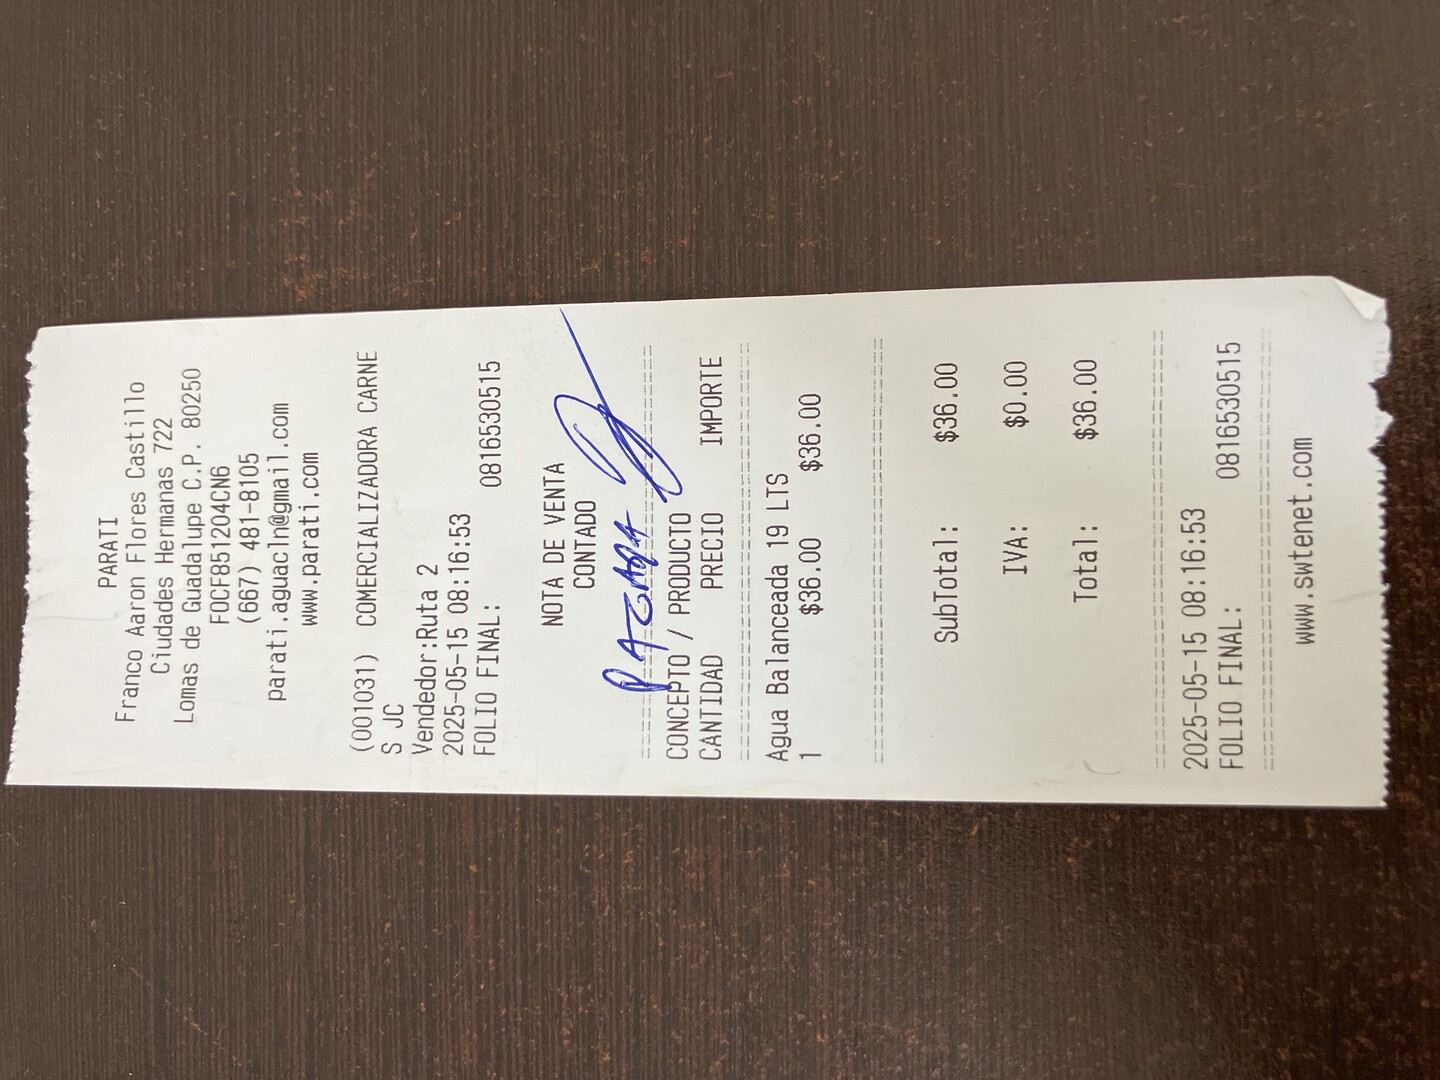 PARATI
Franco Aaron Flores Castillo
Ciudades Hermanas 722
Lomas de Guadalupe C.P. 80250
FOCF851204CN6
(667) 481-8105
parati.aguacln@gmail.com
www.parati.com
(001031) COMERCIALIZADORA CARNE
S JC
Vendedor:Ruta 2
2025-05-15 08:16:53
FOLIO FINAL: 0816530515
NOTA DE VENTA
CONTADO
========================================
CONCEPTO / PRODUCTO
CANTIDAD PRECIO IMPORTE
========================================
Agua Balanceada 19 LTS
1 $36.00 $36.00
========================================
SubTotal: $36.00
IVA: $0.00
Total: $36.00
========================================
2025-05-15 08:16:53
FOLIO FINAL: 0816530515
========================================
www.swtenet.com